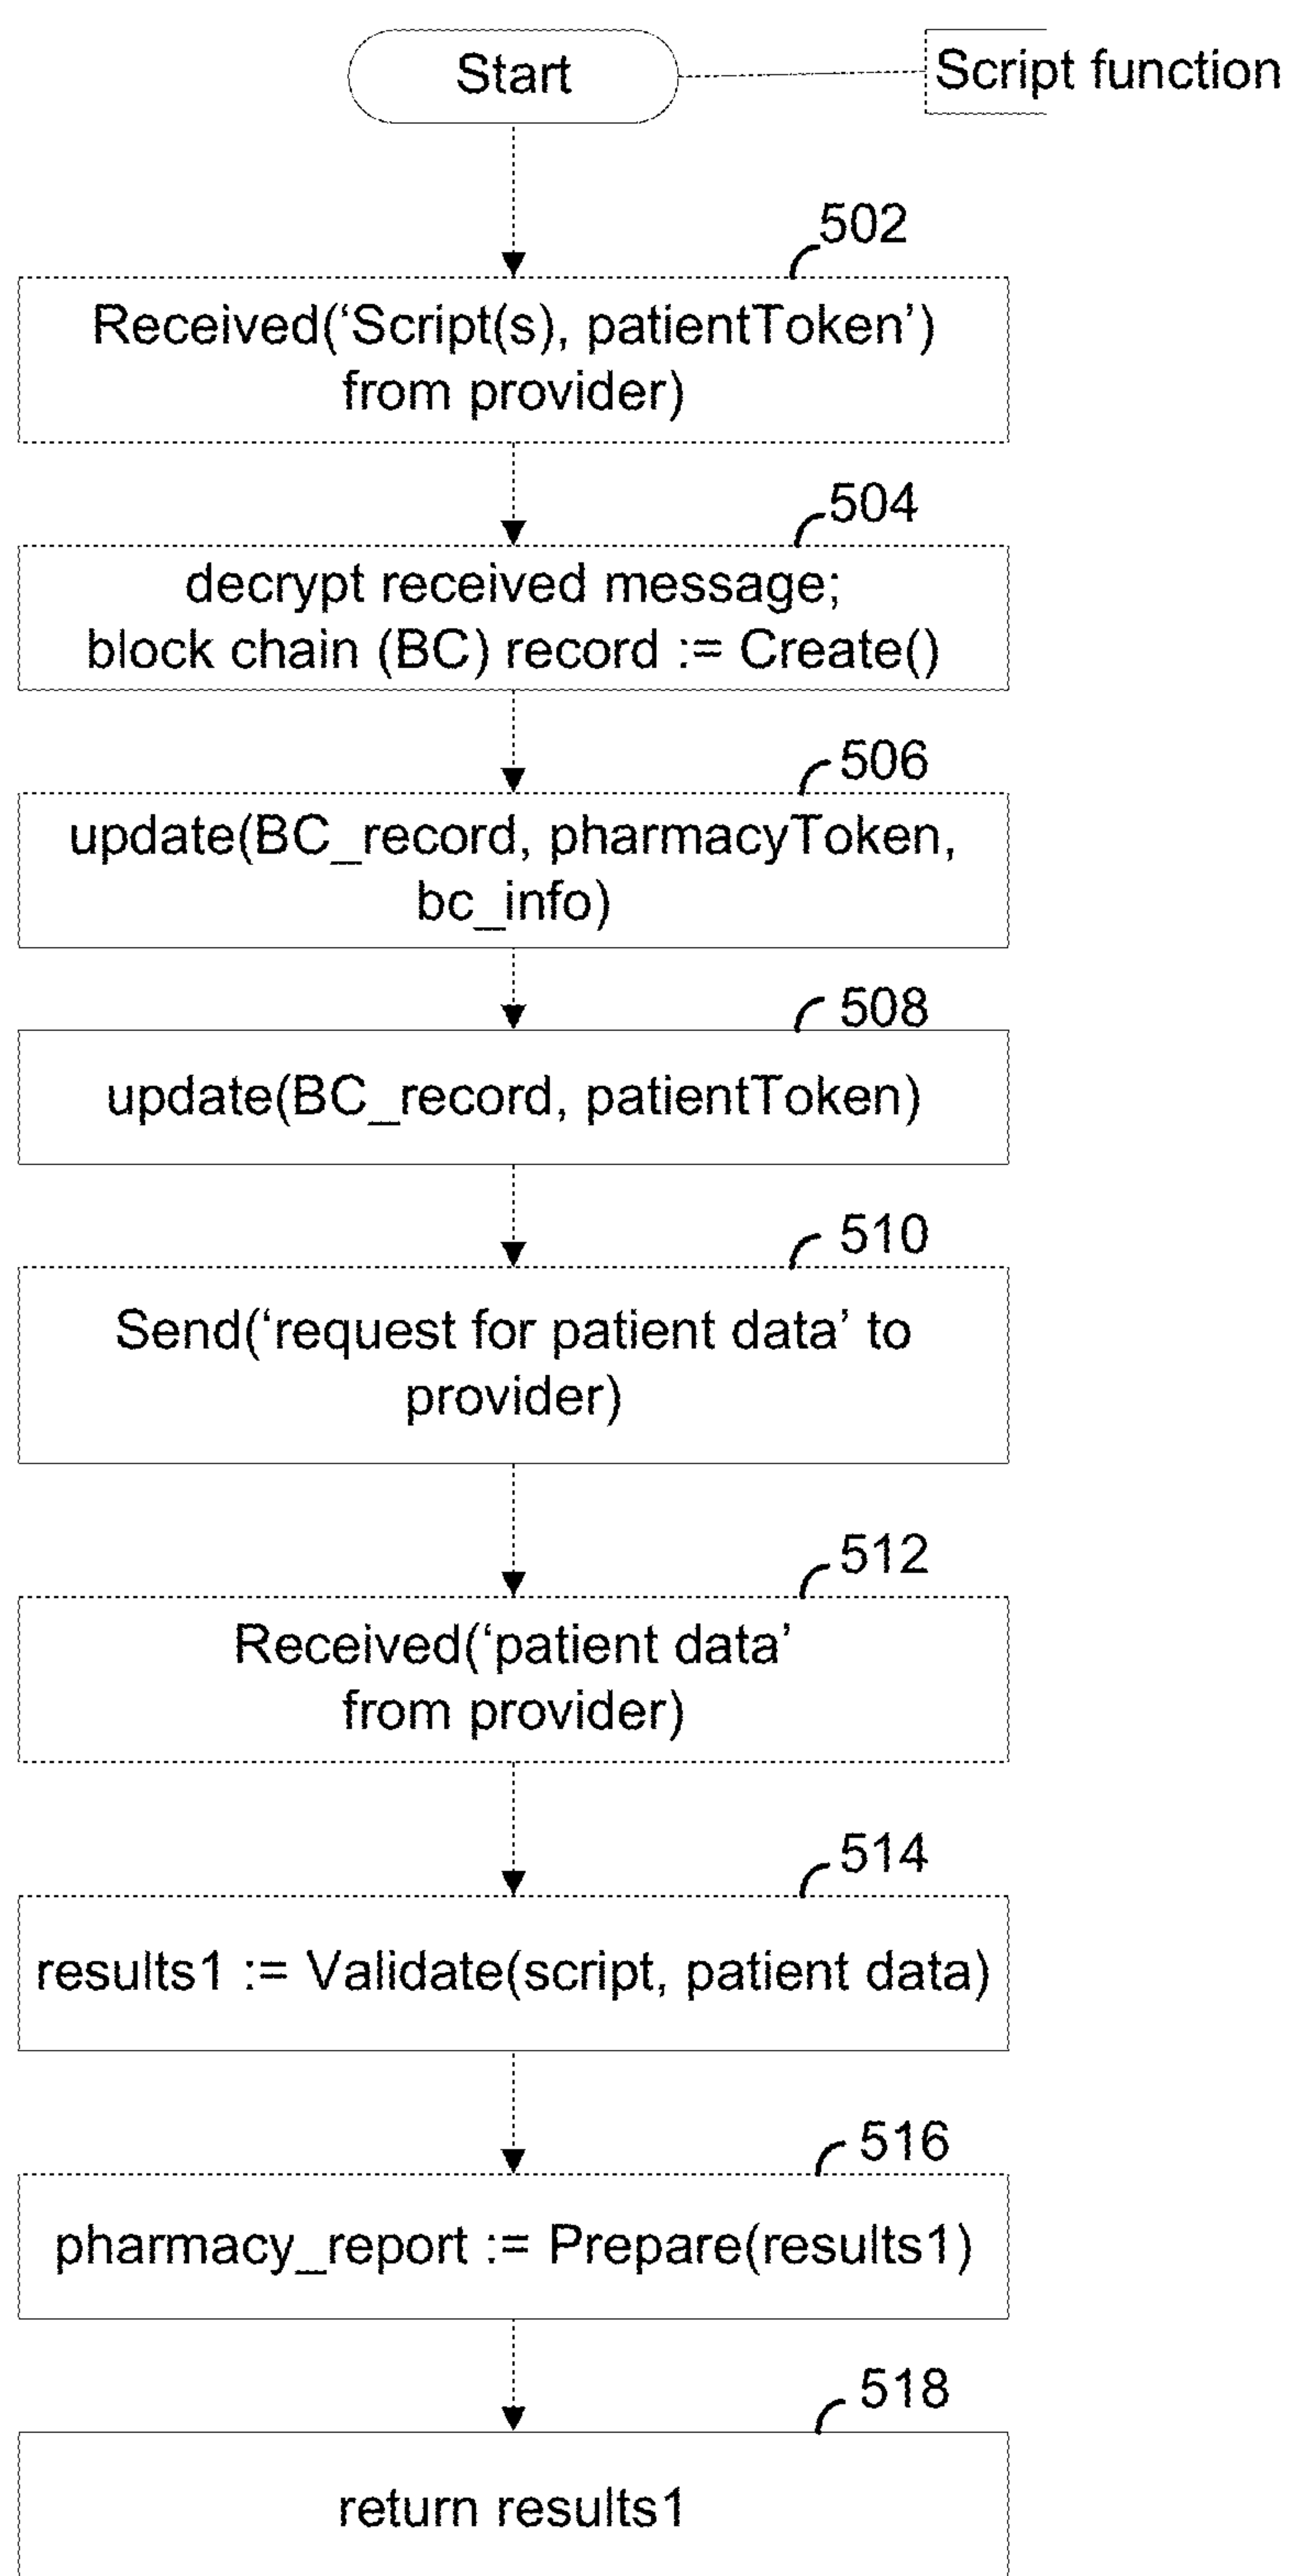 Start
Script function
502
Received(‘Script(s), patientToken’)
from provider)
504
decrypt received message;
block chain (BC) record := Create()
506
update(BC_record, pharmacyToken,
bc_info)
508
update(BC_record, patientToken)
510
Send(‘request for patient data’ to
provider)
512
Received(‘patient data’
from provider)
514
results1 := Validate(script, patient data)
516
pharmacy_report := Prepare(results1)
518
return results1